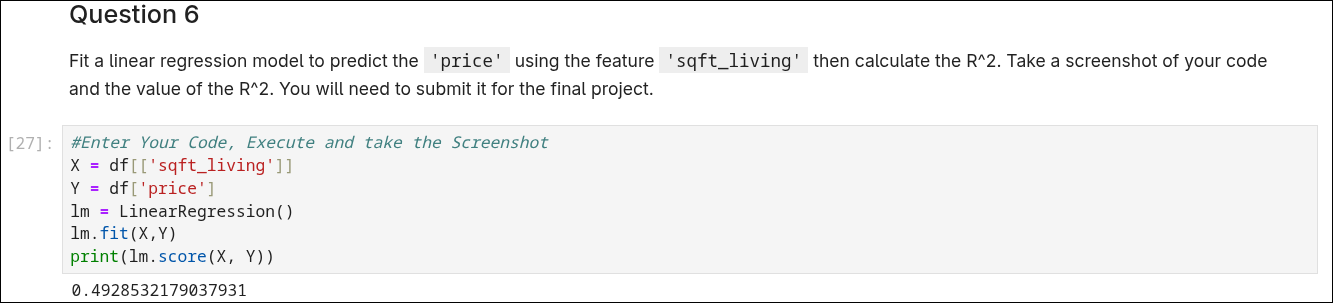 Question 6
Fit a linear regression model to predict the 'price' using the feature 'sqft_living' then calculate the R^2. Take a screenshot of your code
and the value of the R^2. You will need to submit it for the final project.
[27]: #Enter Your Code, Execute and take the Screenshot
X = df[['sqft_living']]
Y = df['price']
lm = LinearRegression()
lm.fit(X,Y)
print(lm.score(X, Y))
0.4928532179037931